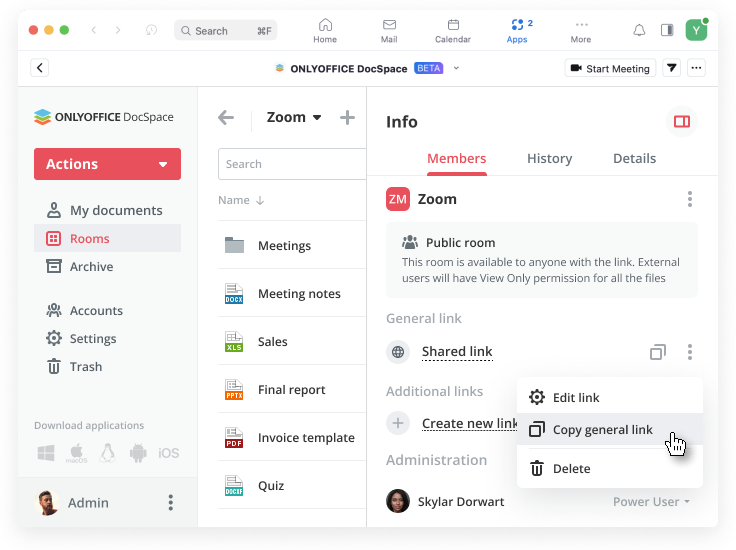 Search
⌘F
Home
Mail
Calendar
Apps
2
More
Y
ONLYOFFICE DocSpace
BETA
Start Meeting
ONLYOFFICE DocSpace
Actions
My documents
Rooms
Archive
Accounts
Settings
Trash
Download applications
macOS
iOS
Admin
Zoom
Search
Name
Meetings
DOCX
Meeting notes
XLS
Sales
PPTX
Final report
PDF
Invoice template
DOCXF
Quiz
Info
Members
History
Details
ZM
Zoom
Public room
This room is available to anyone with the link. External
users will have View Only permission for all the files
General link
Shared link
Additional links
Create new link
Edit link
Copy general link
Delete
Administration
Skylar Dorwart
Power User